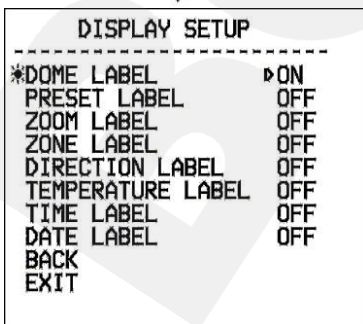 DISPLAY SETUP
☀DOME LABEL ▷ON
PRESET LABEL OFF
ZOOM LABEL OFF
ZONE LABEL OFF
DIRECTION LABEL OFF
TEMPERATURE LABEL OFF
TIME LABEL OFF
DATE LABEL OFF
BACK
EXIT